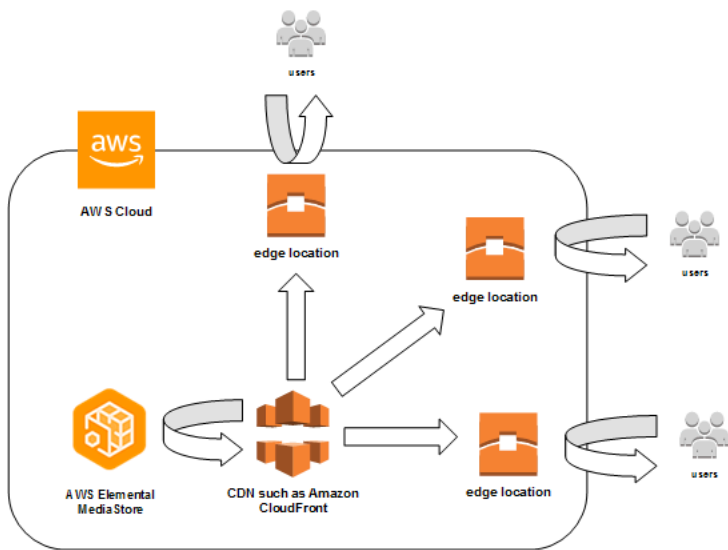 users
aws
AWS Cloud
edge location
users
edge location
users
edge location
AWS Elemental
MediaStore
CDN such as Amazon
CloudFront